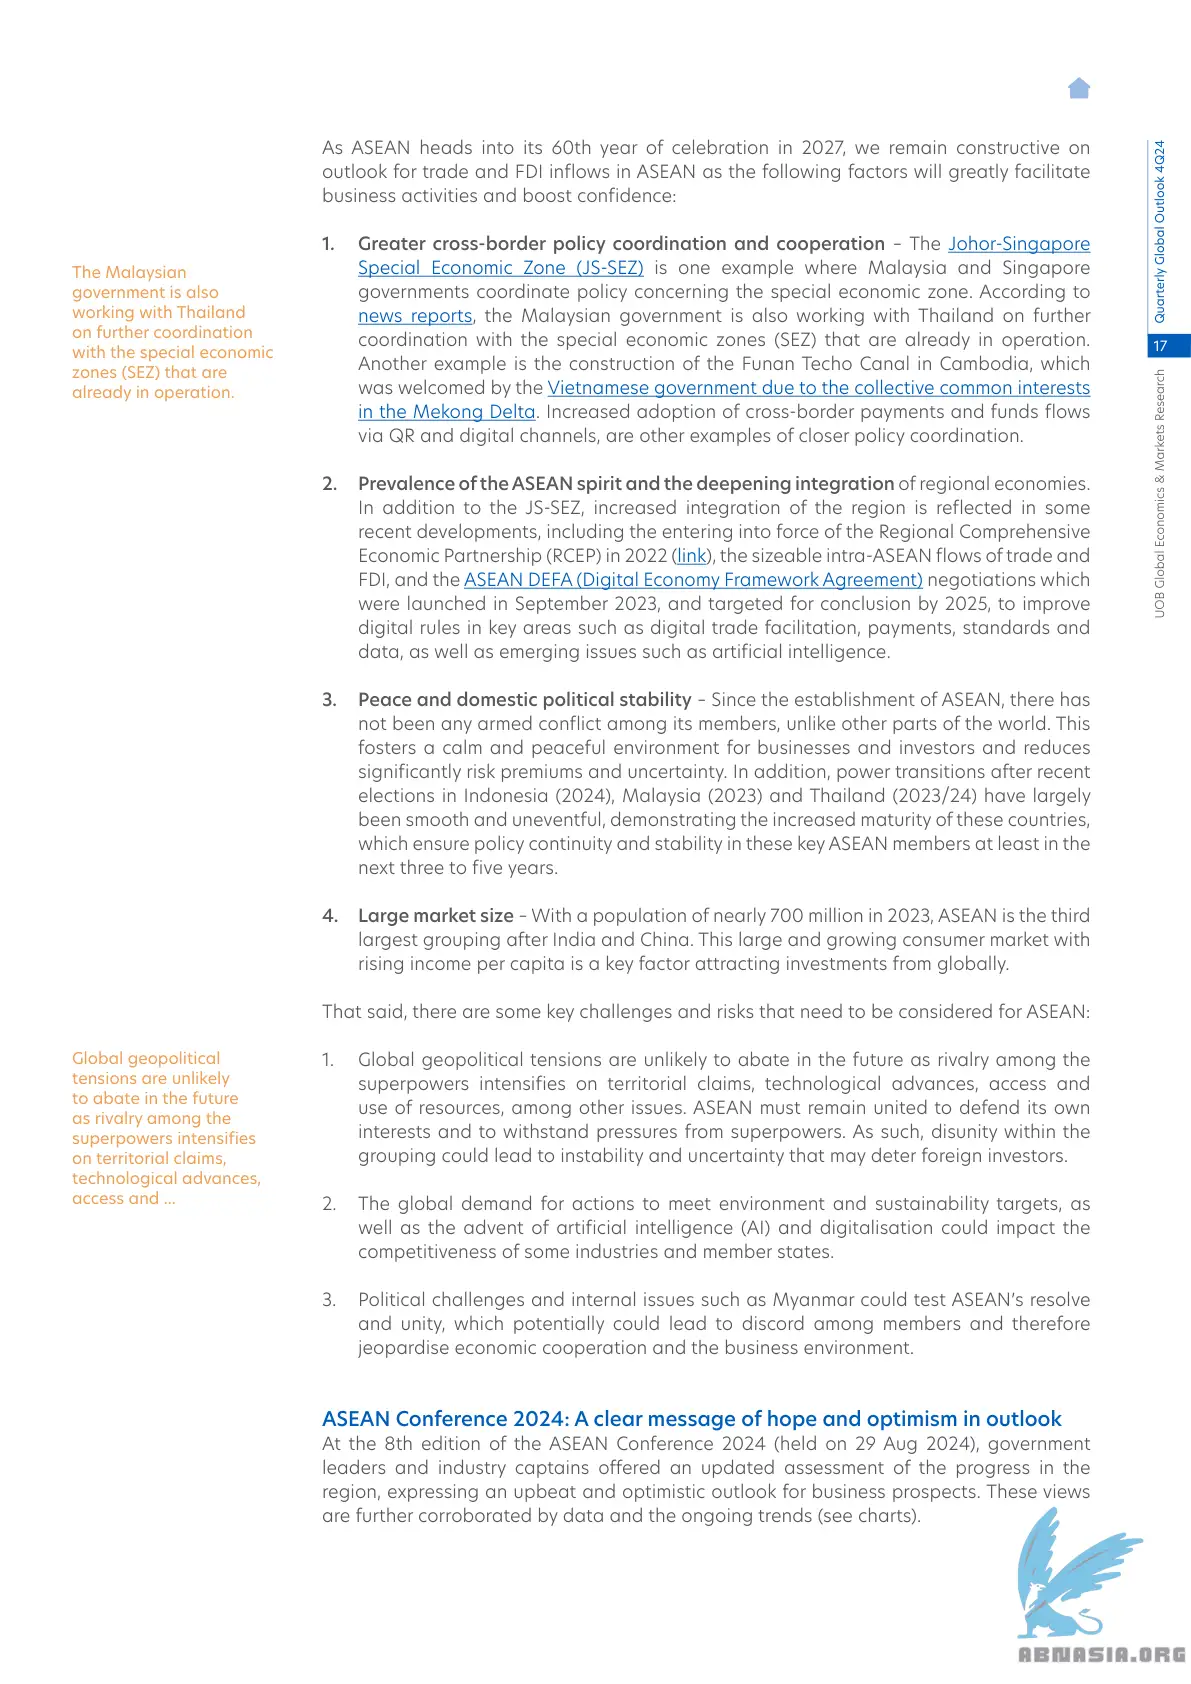 As ASEAN heads into its 60th year of celebration in 2027, we remain constructive on
outlook for trade and FDI inflows in ASEAN as the following factors will greatly facilitate
business activities and boost confidence:
1. Greater cross-border policy coordination and cooperation – The Johor-Singapore
Special Economic Zone (JS-SEZ) is one example where Malaysia and Singapore
governments coordinate policy concerning the special economic zone. According to
news reports, the Malaysian government is also working with Thailand on further
coordination with the special economic zones (SEZ) that are already in operation.
Another example is the construction of the Funan Techo Canal in Cambodia, which
was welcomed by the Vietnamese government due to the collective common interests
in the Mekong Delta. Increased adoption of cross-border payments and funds flows
via QR and digital channels, are other examples of closer policy coordination.
The Malaysian
government is also
working with Thailand
on further coordination
with the special economic
zones (SEZ) that are
already in operation.
2. Prevalence of the ASEAN spirit and the deepening integration of regional economies.
In addition to the JS-SEZ, increased integration of the region is reflected in some
recent developments, including the entering into force of the Regional Comprehensive
Economic Partnership (RCEP) in 2022 (link), the sizeable intra-ASEAN flows of trade and
FDI, and the ASEAN DEFA (Digital Economy Framework Agreement) negotiations which
were launched in September 2023, and targeted for conclusion by 2025, to improve
digital rules in key areas such as digital trade facilitation, payments, standards and
data, as well as emerging issues such as artificial intelligence.
3. Peace and domestic political stability – Since the establishment of ASEAN, there has
not been any armed conflict among its members, unlike other parts of the world. This
fosters a calm and peaceful environment for businesses and investors and reduces
significantly risk premiums and uncertainty. In addition, power transitions after recent
elections in Indonesia (2024), Malaysia (2023) and Thailand (2023/24) have largely
been smooth and uneventful, demonstrating the increased maturity of these countries,
which ensure policy continuity and stability in these key ASEAN members at least in the
next three to five years.
4. Large market size – With a population of nearly 700 million in 2023, ASEAN is the third
largest grouping after India and China. This large and growing consumer market with
rising income per capita is a key factor attracting investments from globally.
That said, there are some key challenges and risks that need to be considered for ASEAN:
1. Global geopolitical tensions are unlikely to abate in the future as rivalry among the
superpowers intensifies on territorial claims, technological advances, access and
use of resources, among other issues. ASEAN must remain united to defend its own
interests and to withstand pressures from superpowers. As such, disunity within the
grouping could lead to instability and uncertainty that may deter foreign investors.
Global geopolitical
tensions are unlikely
to abate in the future
as rivalry among the
superpowers intensifies
on territorial claims,
technological advances,
access and ...
2. The global demand for actions to meet environment and sustainability targets, as
well as the advent of artificial intelligence (AI) and digitalisation could impact the
competitiveness of some industries and member states.
3. Political challenges and internal issues such as Myanmar could test ASEAN's resolve
and unity, which potentially could lead to discord among members and therefore
jeopardise economic cooperation and the business environment.
ASEAN Conference 2024: A clear message of hope and optimism in outlook
At the 8th edition of the ASEAN Conference 2024 (held on 29 Aug 2024), government
leaders and industry captains offered an updated assessment of the progress in the
region, expressing an upbeat and optimistic outlook for business prospects. These views
are further corroborated by data and the ongoing trends (see charts).
Quarterly Global Outlook 4Q24
17
UOB Global Economics & Markets Research
ABNASIA.ORG